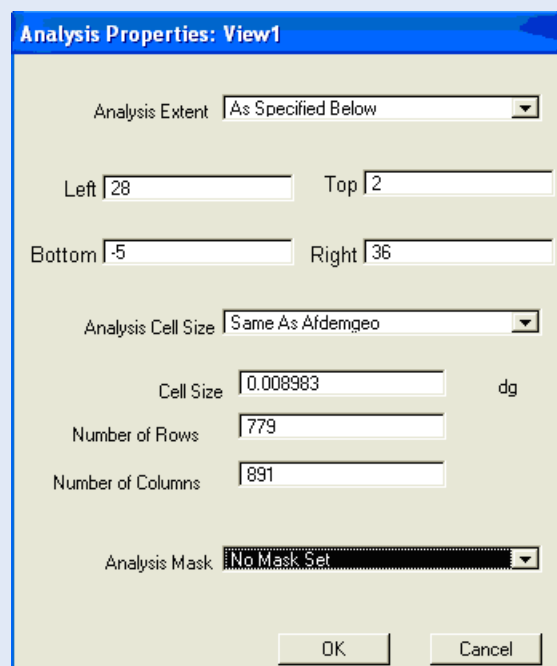 Analysis Properties: View1
Analysis Extent As Specified Below
Left 28 Top 2
Bottom -5 Right 36
Analysis Cell Size Same As Afdemgeo
Cell Size 0.008983 dg
Number of Rows 779
Number of Columns 891
Analysis Mask No Mask Set
OK Cancel